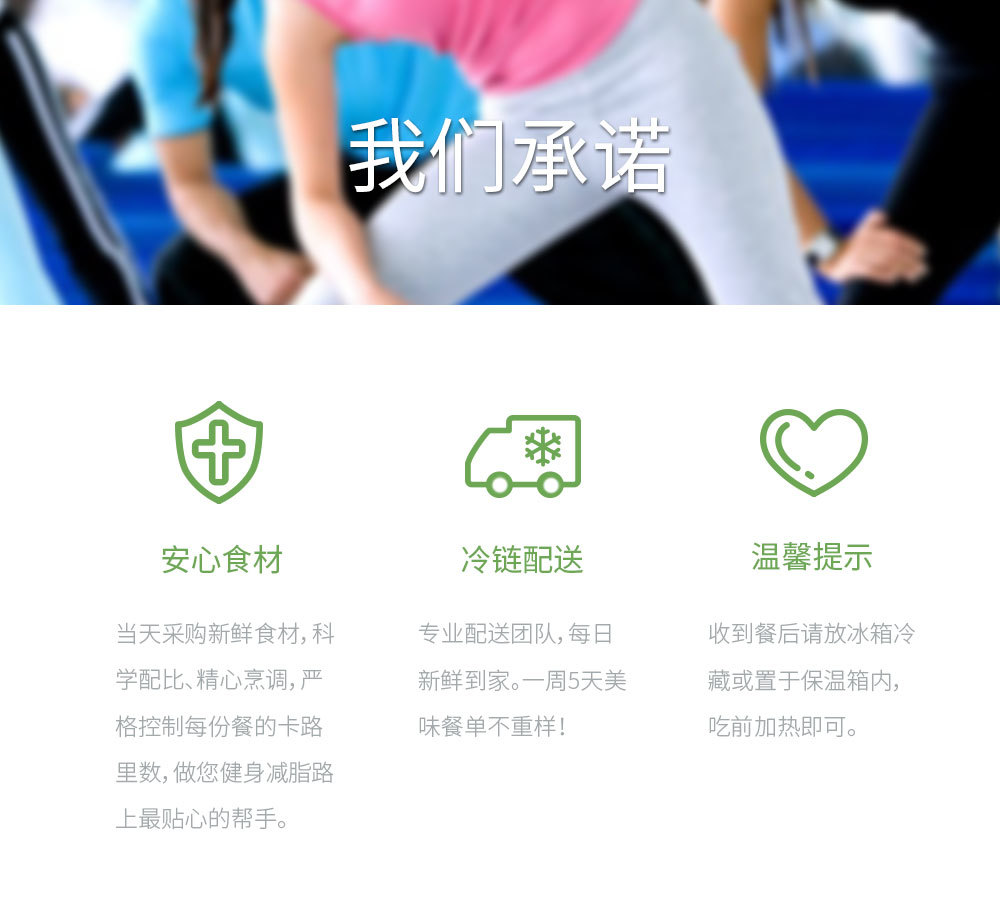 我们承诺
安心食材
当天采购新鲜食材，科
学配比、精心烹调，严
格控制每份餐的卡路
里数，做您健身减脂路
上最贴心的帮手。
冷链配送
专业配送团队，每日
新鲜到家。一周5天美
味餐单不重样！
温馨提示
收到餐后请放冰箱冷
藏或置于保温箱内，
吃前加热即可。